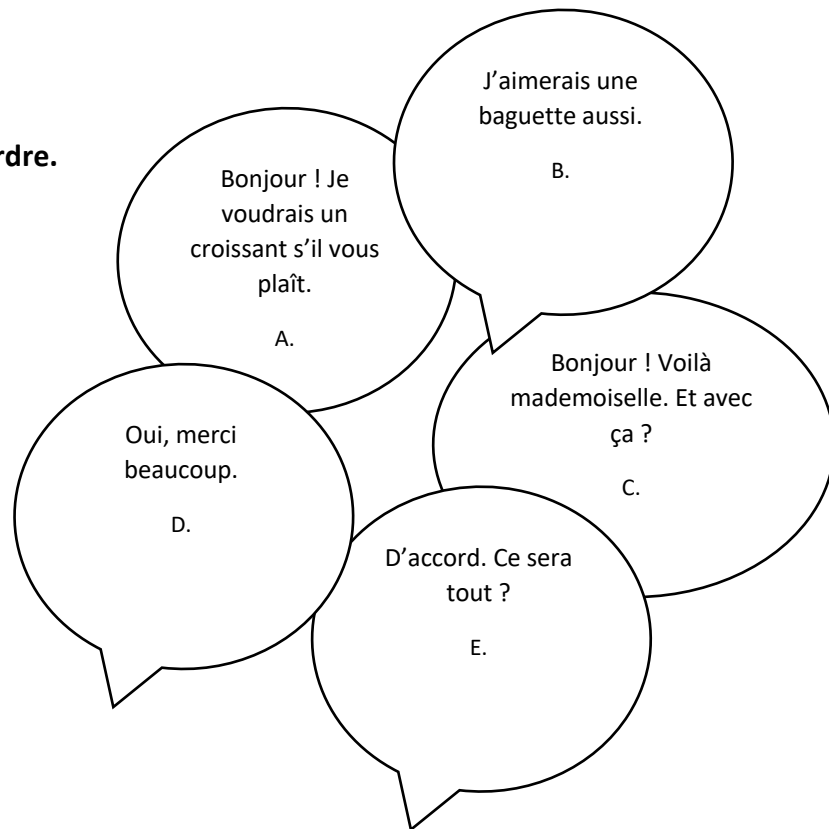 rdre.
J’aimerais une
baguette aussi.
B.
Bonjour ! Je
voudrais un
croissant s’il vous
plaît.
A.
Bonjour ! Voilà
mademoiselle. Et avec
ça ?
C.
Oui, merci
beaucoup.
D.
D’accord. Ce sera
tout ?
E.